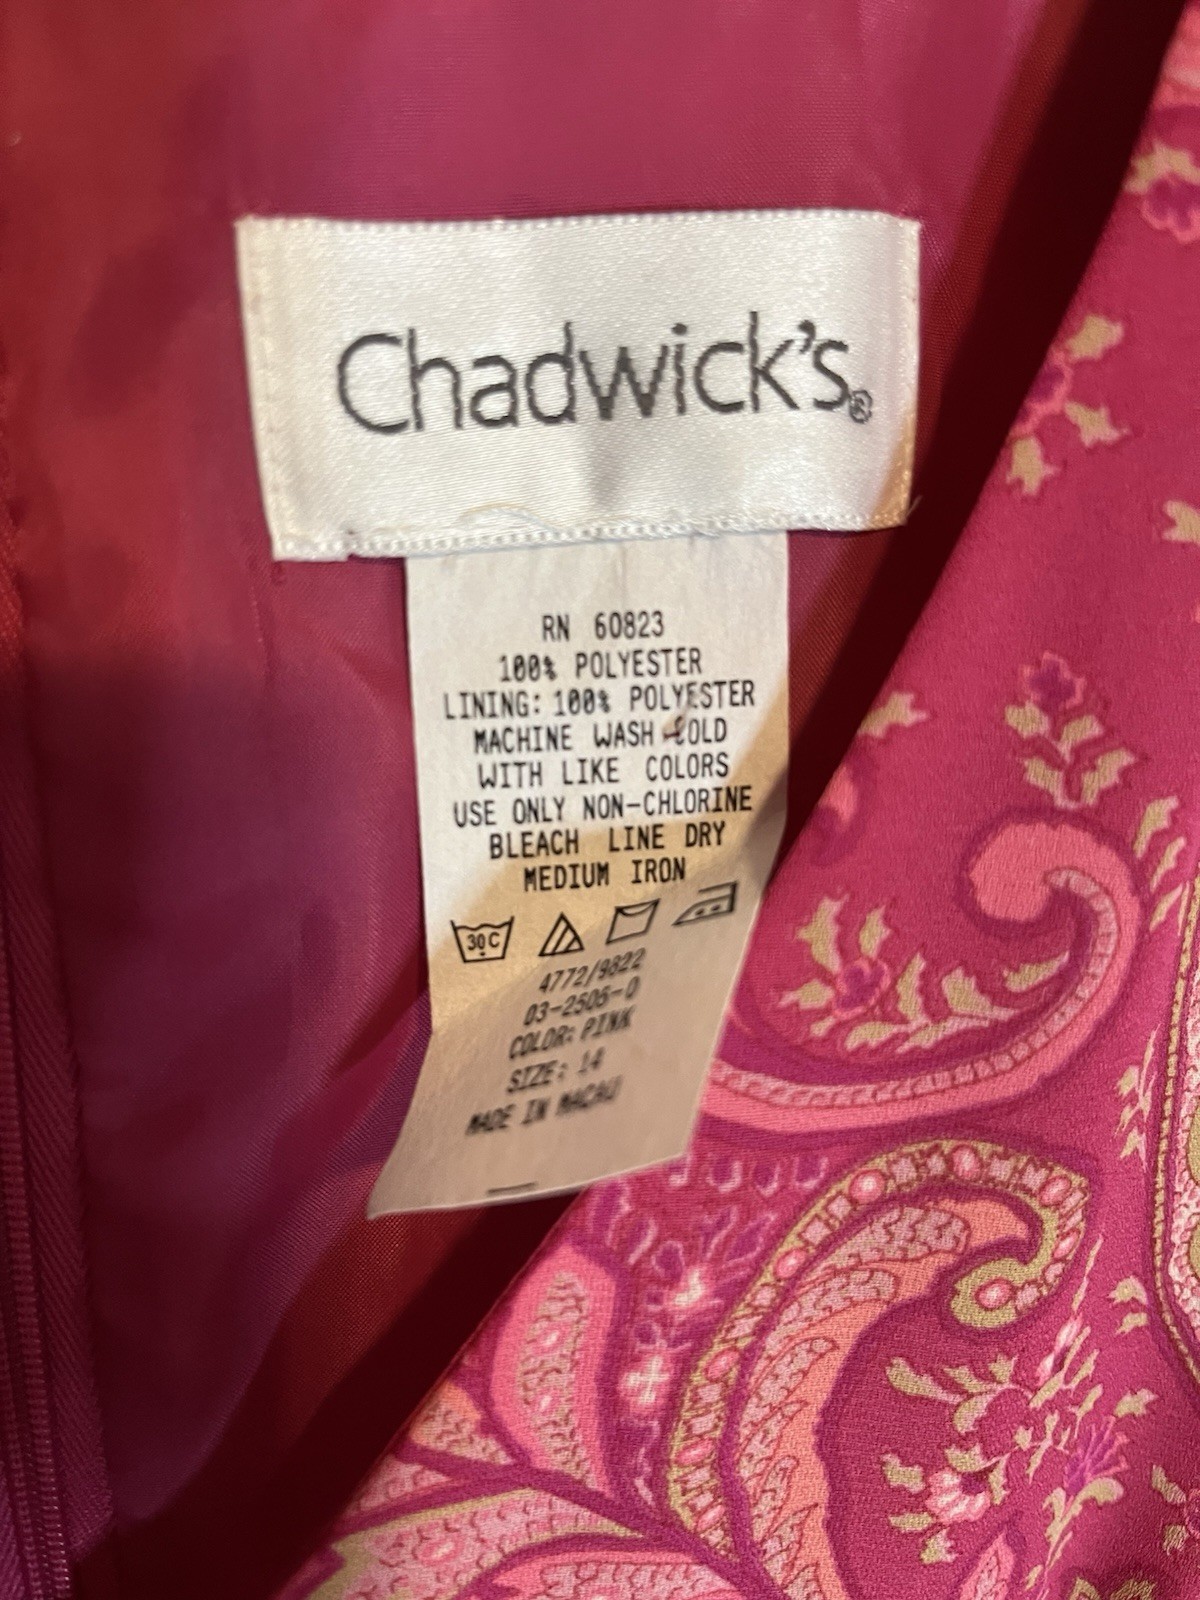 Chadwick's®
RN 60823
100% POLYESTER
LINING: 100% POLYESTER
MACHINE WASH COLD
WITH LIKE COLORS
USE ONLY NON-CHLORINE
BLEACH LINE DRY
MEDIUM IRON
30C
4772/9822
03-2506-0
COLOR: PINK
SIZE: 14
MADE IN MACAU